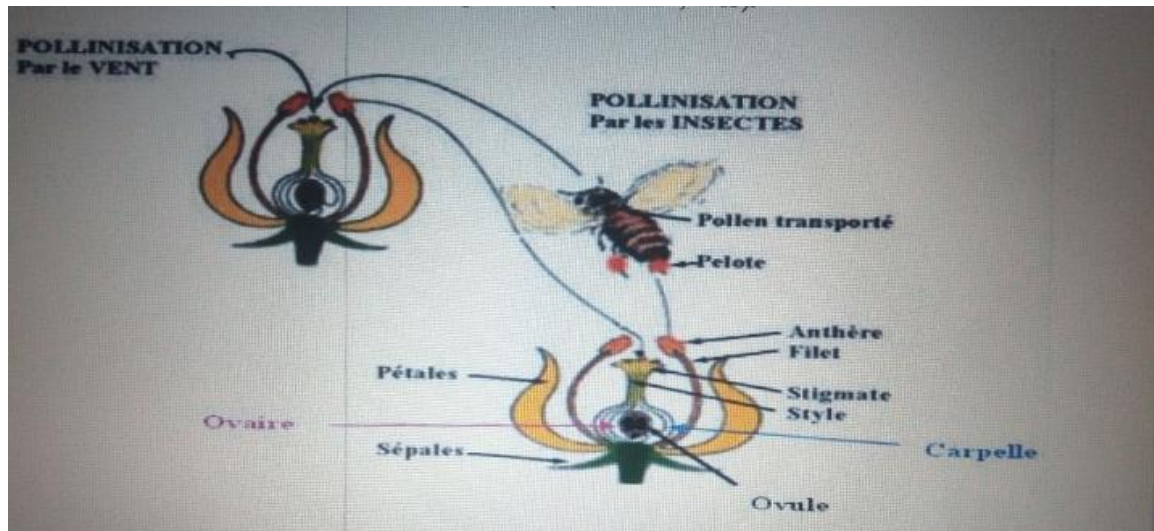 POLLINISATION
Par le VENT
POLLINISATION
Par les INSECTES
Pollen transporté
Pelote
Anthère
Filet
Pétales
Stigmate
Style
Ovaire
Carpelle
Sépales
Ovule